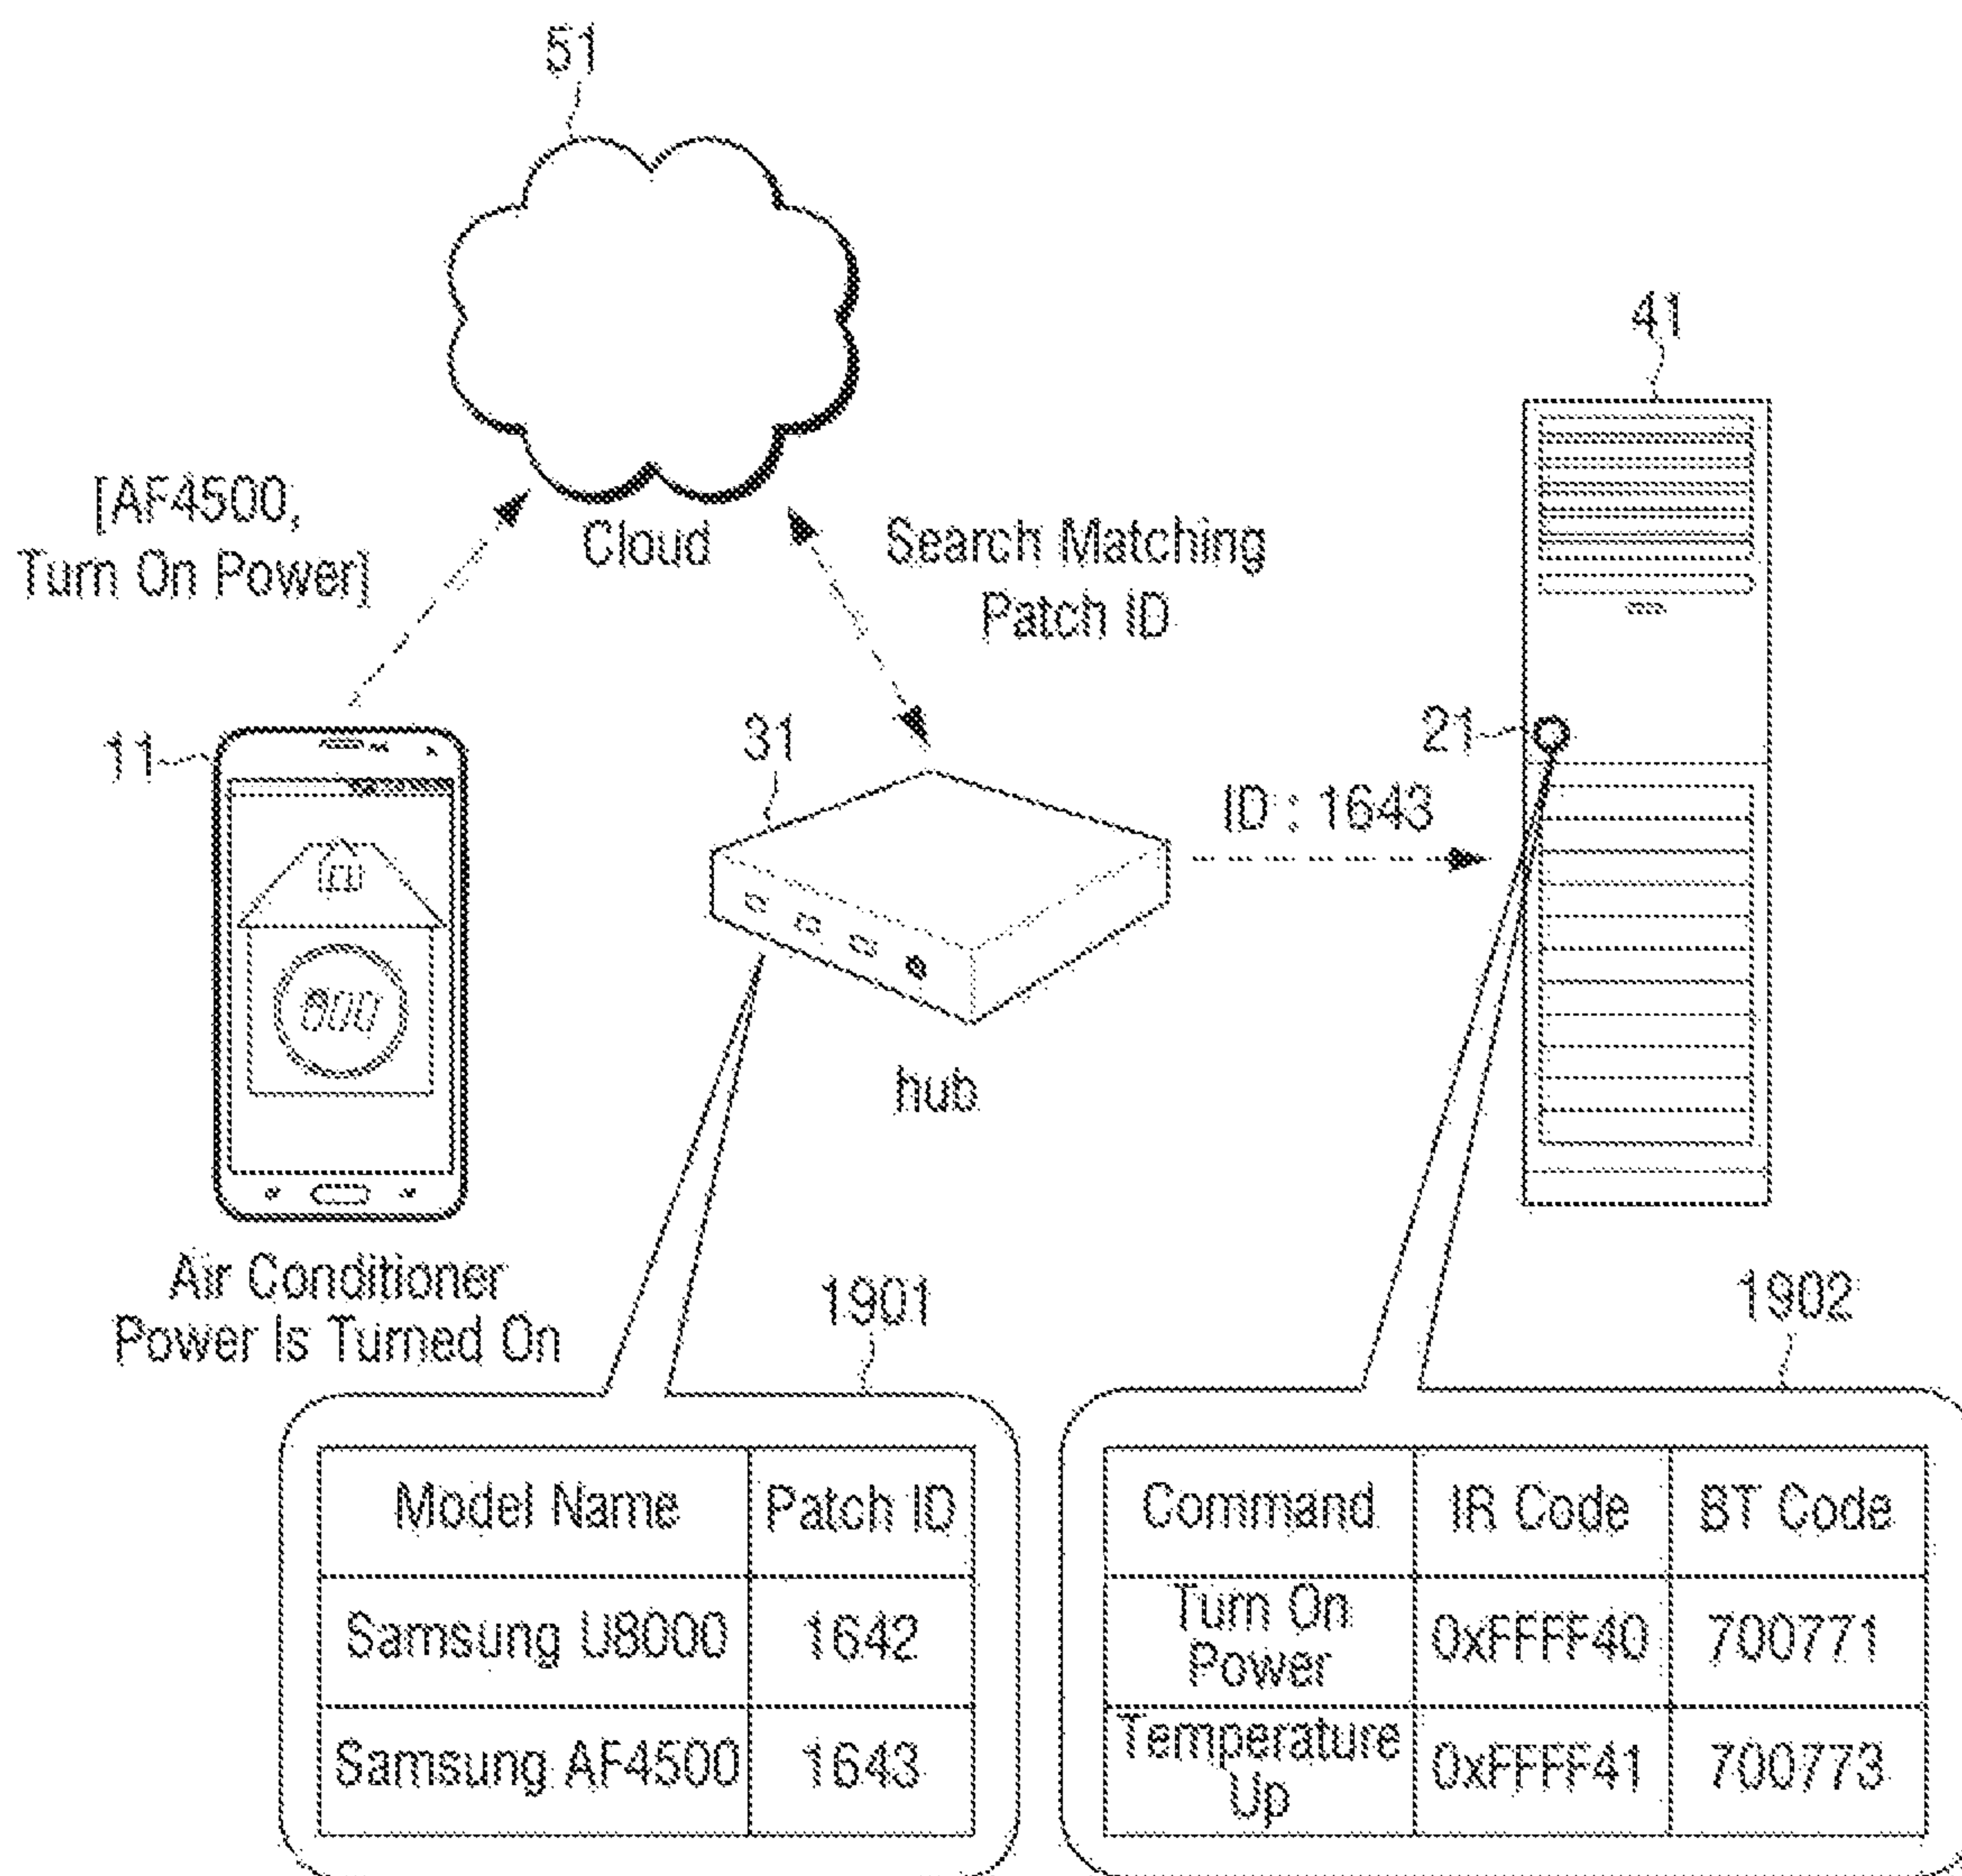 51
41
[AF4500,
Turn On Power]
Cloud
Search Matching
Patch ID
11
31
21
ID : 1643
hub
Air Conditioner
Power Is Turned On
1901
1902
Model Name Patch ID
Samsung U8000 1642
Samsung AF4500 1643
Command IR Code BT Code
Turn On
Power 0xFFFF40 700771
Temperature
Up 0xFFFF41 700773